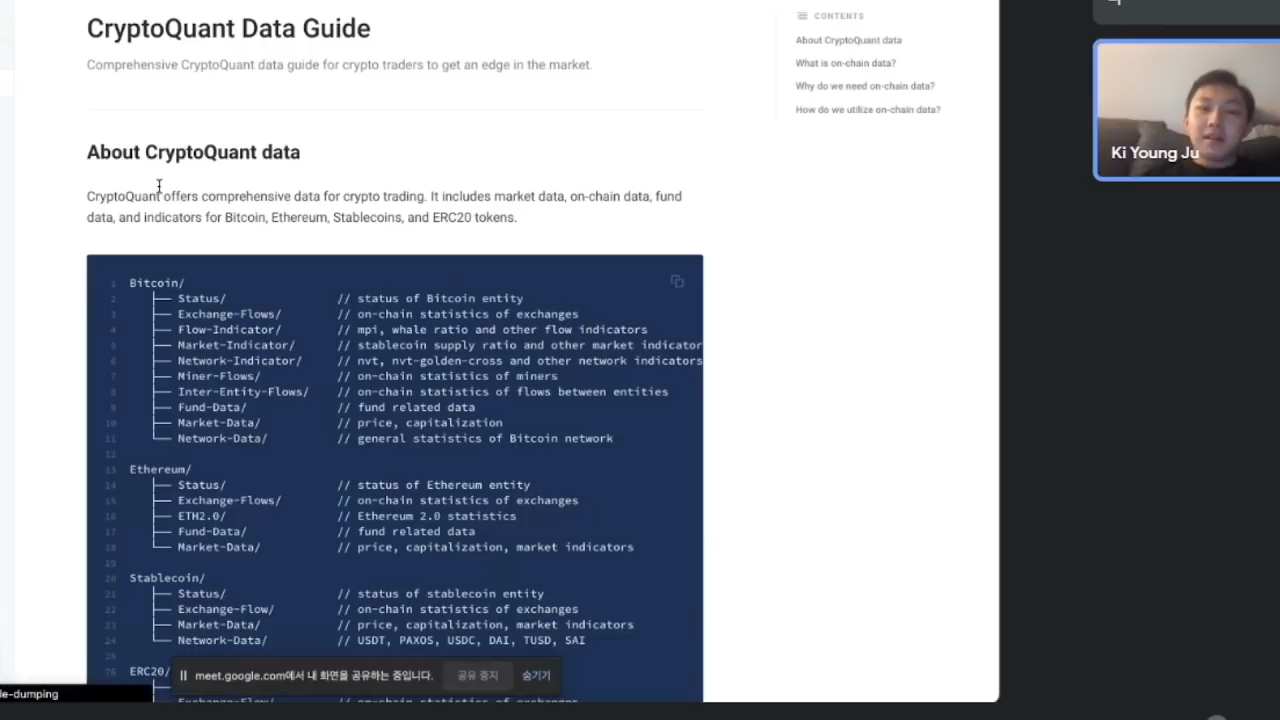 CryptoQuant Data Guide
Comprehensive CryptoQuant data guide for crypto traders to get an edge in the market.
CONTENTS
About CryptoQuant data
What is on-chain data?
Why do we need on-chain data?
How do we utilize on-chain data?
Ki Young Ju
About CryptoQuant data
CryptoQuant offers comprehensive data for crypto trading. It includes market data, on-chain data, fund
data, and indicators for Bitcoin, Ethereum, Stablecoins, and ERC20 tokens.
1 Bitcoin/
2 ├── Status/ // status of Bitcoin entity
3 ├── Exchange-Flows/ // on-chain statistics of exchanges
4 ├── Flow-Indicator/ // mpi, whale ratio and other flow indicators
5 ├── Market-Indicator/ // stablecoin supply ratio and other market indicator
6 ├── Network-Indicator/ // nvt, nvt-golden-cross and other network indicators
7 ├── Miner-Flows/ // on-chain statistics of miners
8 ├── Inter-Entity-Flows/ // on-chain statistics of flows between entities
9 ├── Fund-Data/ // fund related data
10 ├── Market-Data/ // price, capitalization
11 └── Network-Data/ // general statistics of Bitcoin network
12
13 Ethereum/
14 ├── Status/ // status of Ethereum entity
15 ├── Exchange-Flows/ // on-chain statistics of exchanges
16 ├── ETH2.0/ // Ethereum 2.0 statistics
17 ├── Fund-Data/ // fund related data
18 └── Market-Data/ // price, capitalization, market indicators
19
20 Stablecoin/
21 ├── Status/ // status of stablecoin entity
22 ├── Exchange-Flow/ // on-chain statistics of exchanges
23 ├── Market-Data/ // price, capitalization, market indicators
24 └── Network-Data/ // USDT, PAXOS, USDC, DAI, TUSD, SAI
25
26 ERC20/
meet.google.com에서 내 화면을 공유하는 중입니다. 공유 중지 숨기기
le-dumping